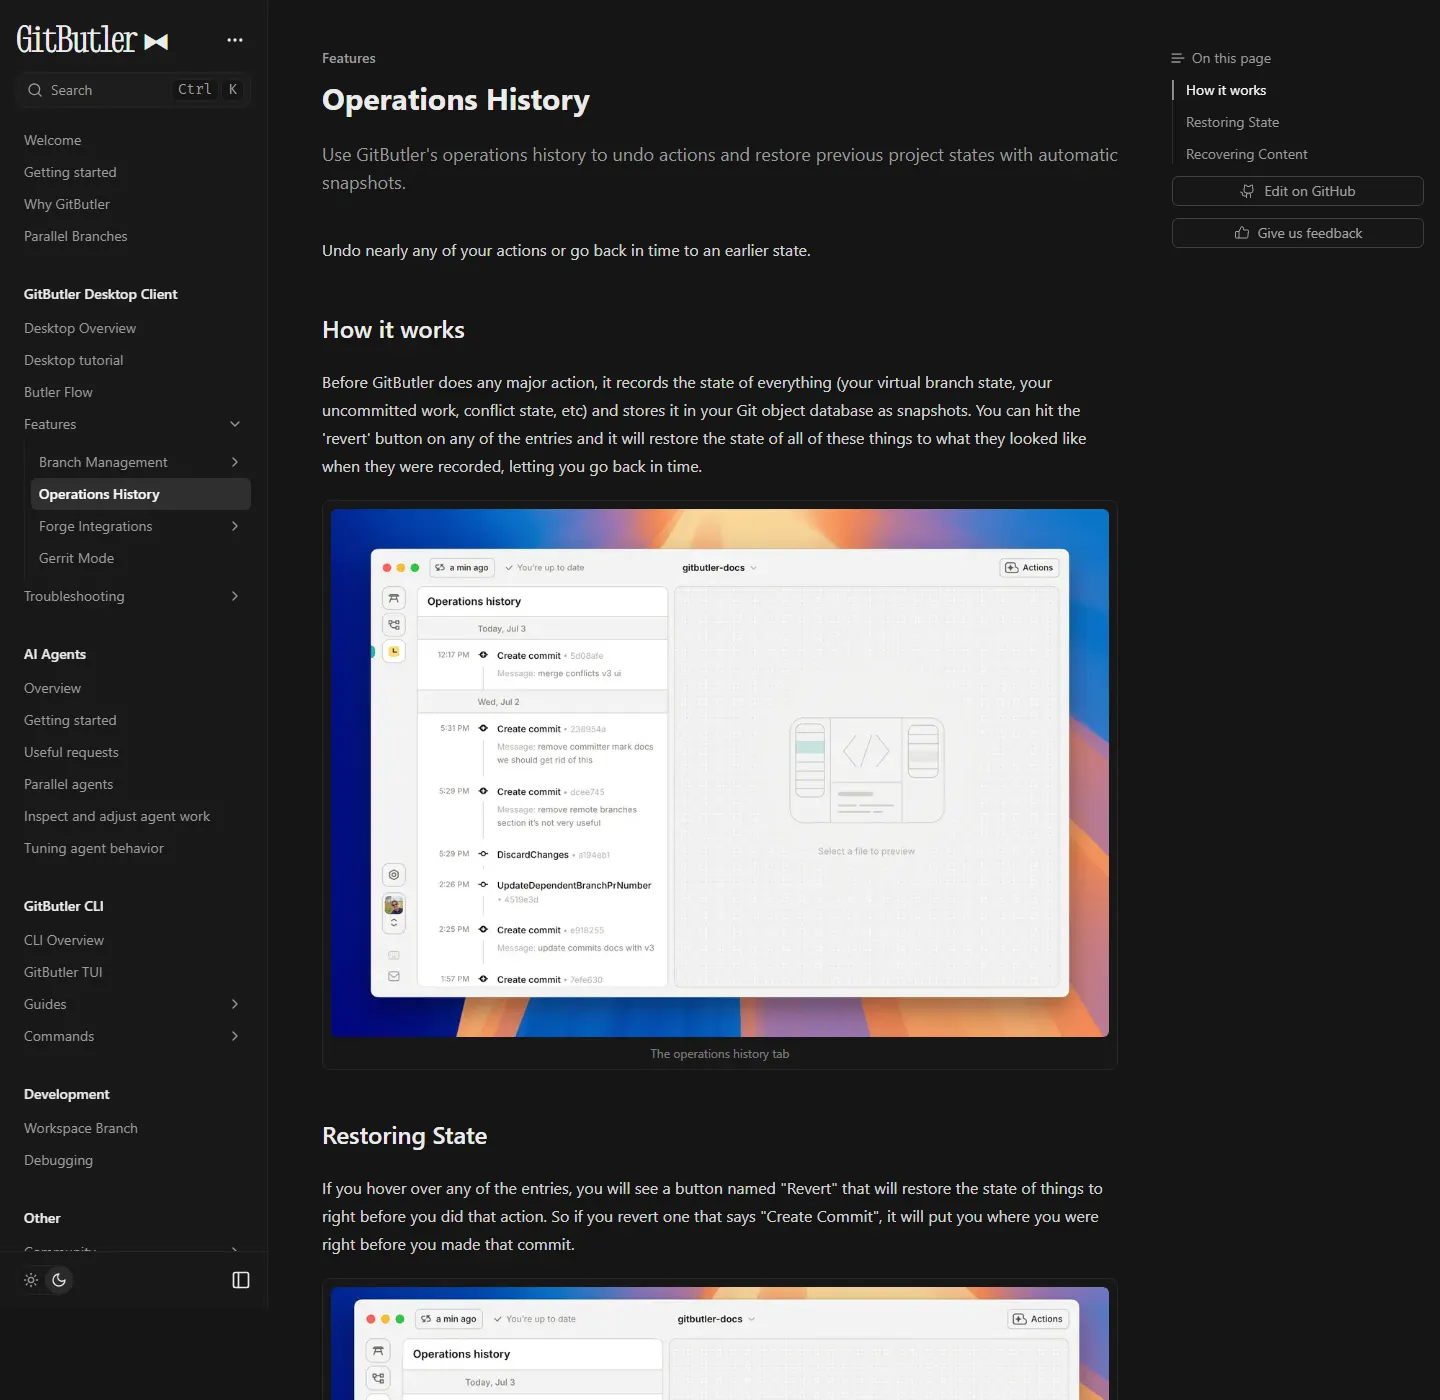 GitButler
Search Ctrl K
Welcome
Getting started
Why GitButler
Parallel Branches
GitButler Desktop Client
Desktop Overview
Desktop tutorial
Butler Flow
Features
Branch Management
Operations History
Forge Integrations
Gerrit Mode
Troubleshooting
AI Agents
Overview
Getting started
Useful requests
Parallel agents
Inspect and adjust agent work
Tuning agent behavior
GitButler CLI
CLI Overview
GitButler TUI
Guides
Commands
Development
Workspace Branch
Debugging
Other
Community
Features
Operations History
Use GitButler's operations history to undo actions and restore previous project states with automatic
snapshots.
Undo nearly any of your actions or go back in time to an earlier state.
How it works
Before GitButler does any major action, it records the state of everything (your virtual branch state, your
uncommitted work, conflict state, etc) and stores it in your Git object database as snapshots. You can hit the
'revert' button on any of the entries and it will restore the state of all of these things to what they looked like
when they were recorded, letting you go back in time.
a min ago You're up to date gitbutler-docs Actions
Operations history
Today, Jul 3
12:17 PM Create commit • 5d08afe
Message: merge conflicts v3 ui
Wed, Jul 2
5:31 PM Create commit • 238954a
Message: remove committer mark docs
we should get rid of this
5:29 PM Create commit • dcee745
Message: remove remote branches
section it's not very useful
5:29 PM DiscardChanges • a194eb1
2:26 PM UpdateDependentBranchPrNumber
• 4519e3d
2:25 PM Create commit • e918255
Message: update commits docs with v3
1:57 PM Create commit • 7efe630
Select a file to preview
The operations history tab
Restoring State
If you hover over any of the entries, you will see a button named "Revert" that will restore the state of things to
right before you did that action. So if you revert one that says "Create Commit", it will put you where you were
right before you made that commit.
a min ago You're up to date gitbutler-docs Actions
Operations history
Today, Jul 3
On this page
How it works
Restoring State
Recovering Content
Edit on GitHub
Give us feedback